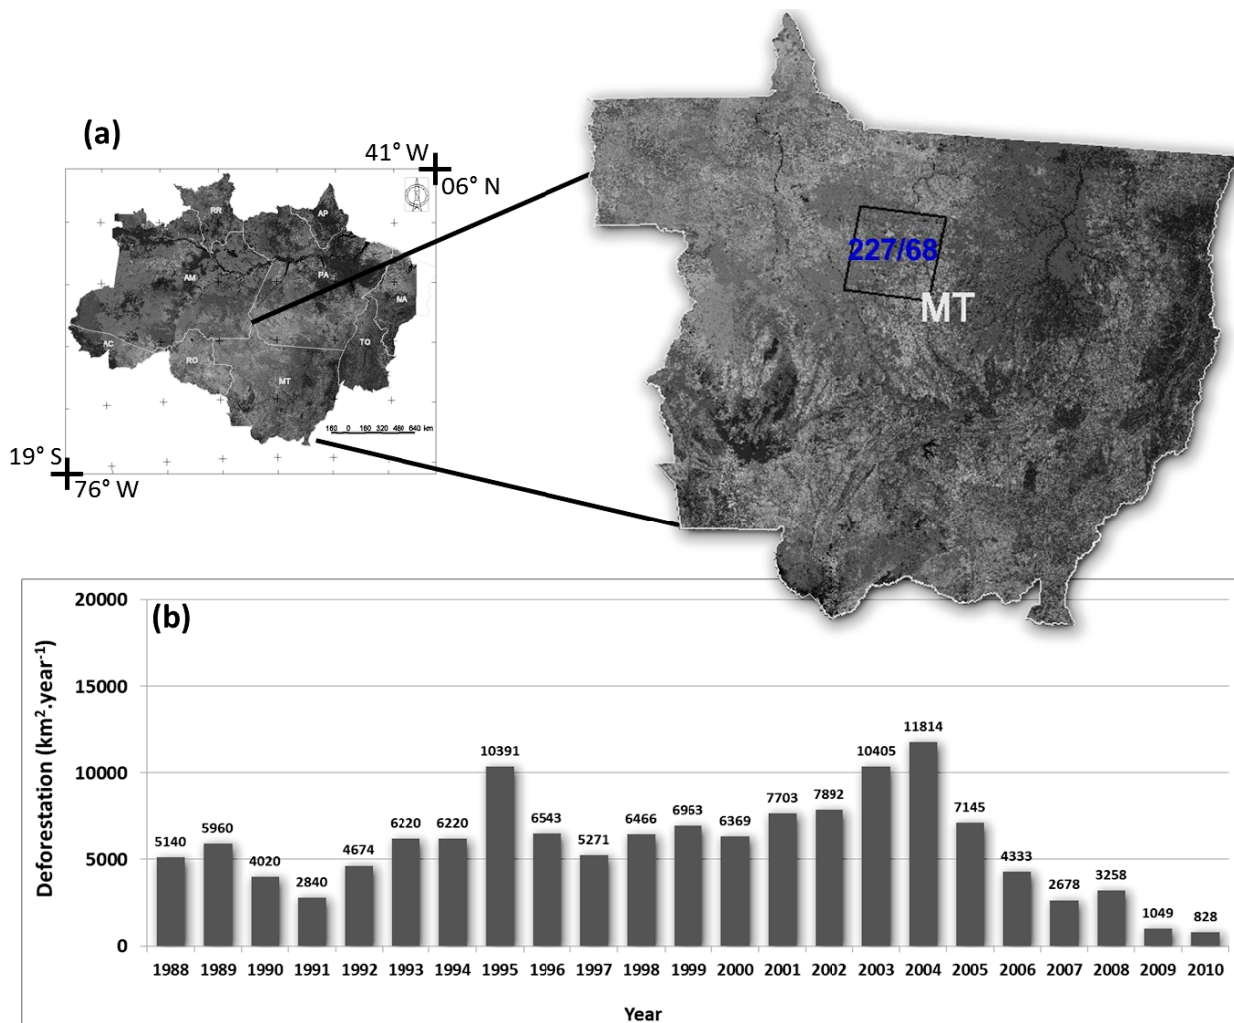 (a)
41° W
06° N
RR
AP
AM
PA
MA
AC
RO
TO
MT
160 0 160 320 480 640 km
19° S
76° W
227/68
MT
(b)
Deforestation (km².year⁻¹)
20000
15000
10000
5000
0
5140
5960
4020
2840
4674
6220
6220
10391
6543
5271
6466
6963
6369
7703
7892
10405
11814
7145
4333
2678
3258
1049
828
1988 1989 1990 1991 1992 1993 1994 1995 1996 1997 1998 1999 2000 2001 2002 2003 2004 2005 2006 2007 2008 2009 2010
Year